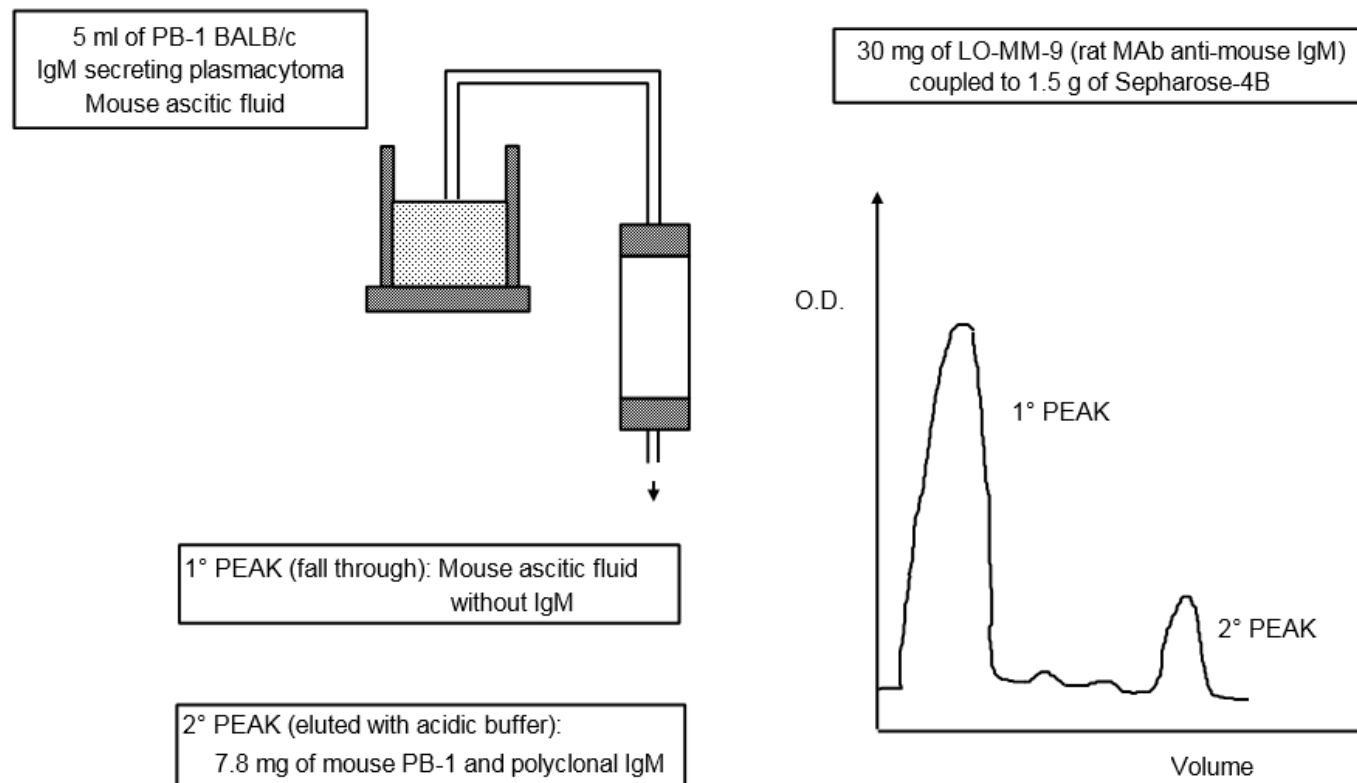 5 ml of PB-1 BALB/c
IgM secreting plasmacytoma
Mouse ascitic fluid
30 mg of LO-MM-9 (rat MAb anti-mouse IgM)
coupled to 1.5 g of Sepharose-4B
O.D.
1° PEAK
2° PEAK
Volume
1° PEAK (fall through): Mouse ascitic fluid
without IgM
2° PEAK (eluted with acidic buffer):
7.8 mg of mouse PB-1 and polyclonal IgM